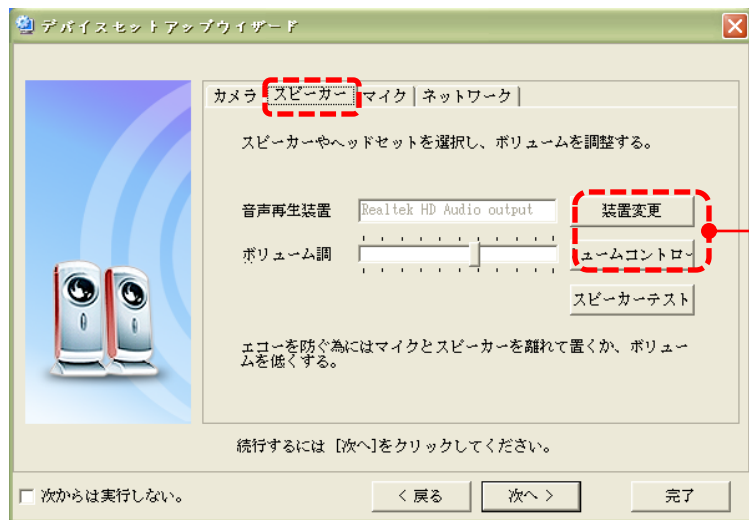 デバイスセットアップウィザード
カメラ スピーカー マイク ネットワーク
スピーカーやヘッドセットを選択し、ボリュームを調整する。
音声再生装置 Realtek HD Audio output 装置変更
ボリューム調 ュームコントロー
スピーカーテスト
エコーを防ぐ為にはマイクとスピーカーを離れて置くか、ボリュー
ムを低くする。
続行するには [次へ]をクリックしてください。
次からは実行しない。 < 戻る 次へ > 完了